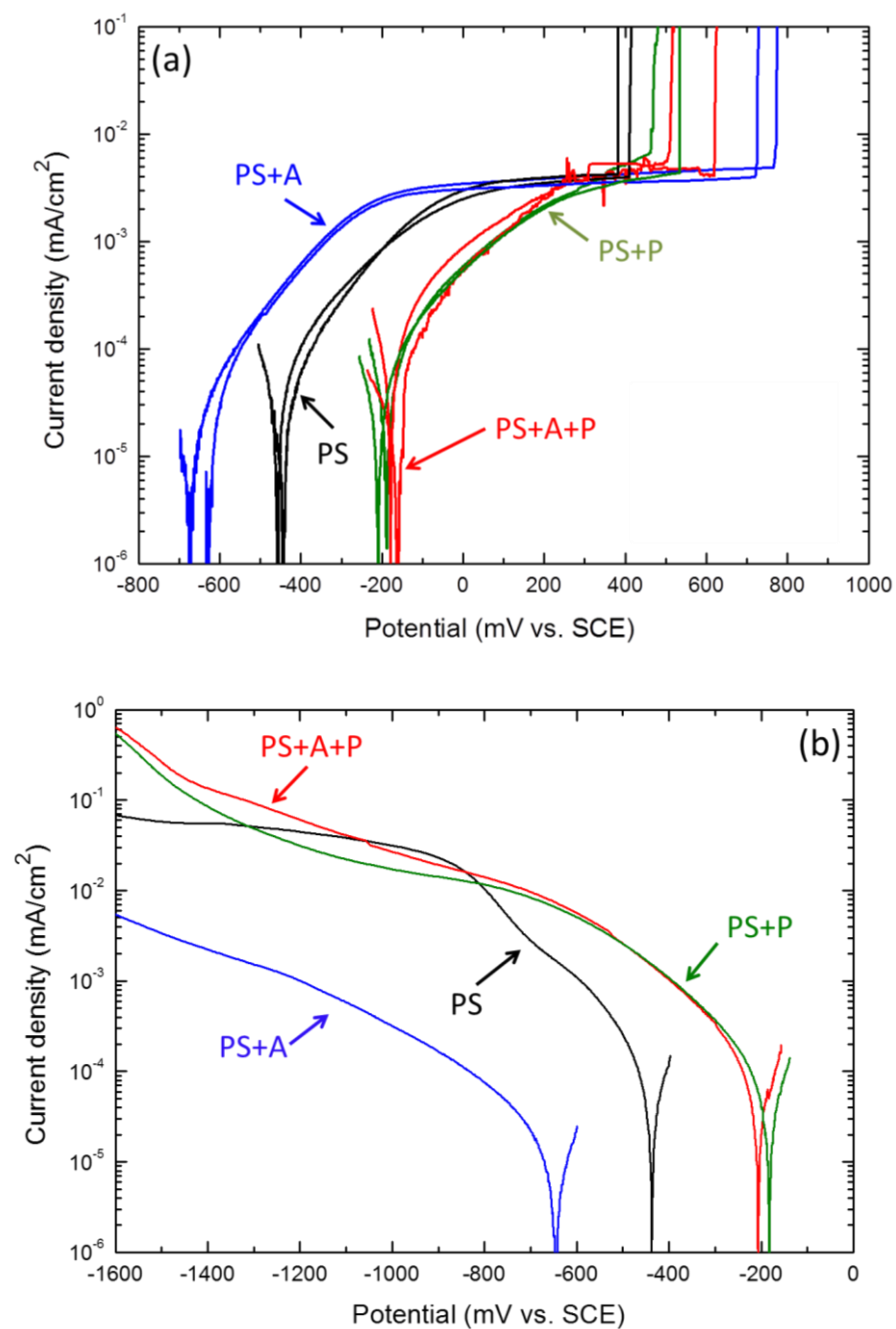 (a)
10^-1
10^-2
10^-3
10^-4
10^-5
10^-6
Current density (mA/cm^2)
PS+A
PS+P
PS
PS+A+P
-800 -600 -400 -200 0 200 400 600 800 1000
Potential (mV vs. SCE)
(b)
10^0
10^-1
10^-2
10^-3
10^-4
10^-5
10^-6
Current density (mA/cm^2)
PS+A+P
PS+P
PS
PS+A
-1600 -1400 -1200 -1000 -800 -600 -400 -200 0
Potential (mV vs. SCE)